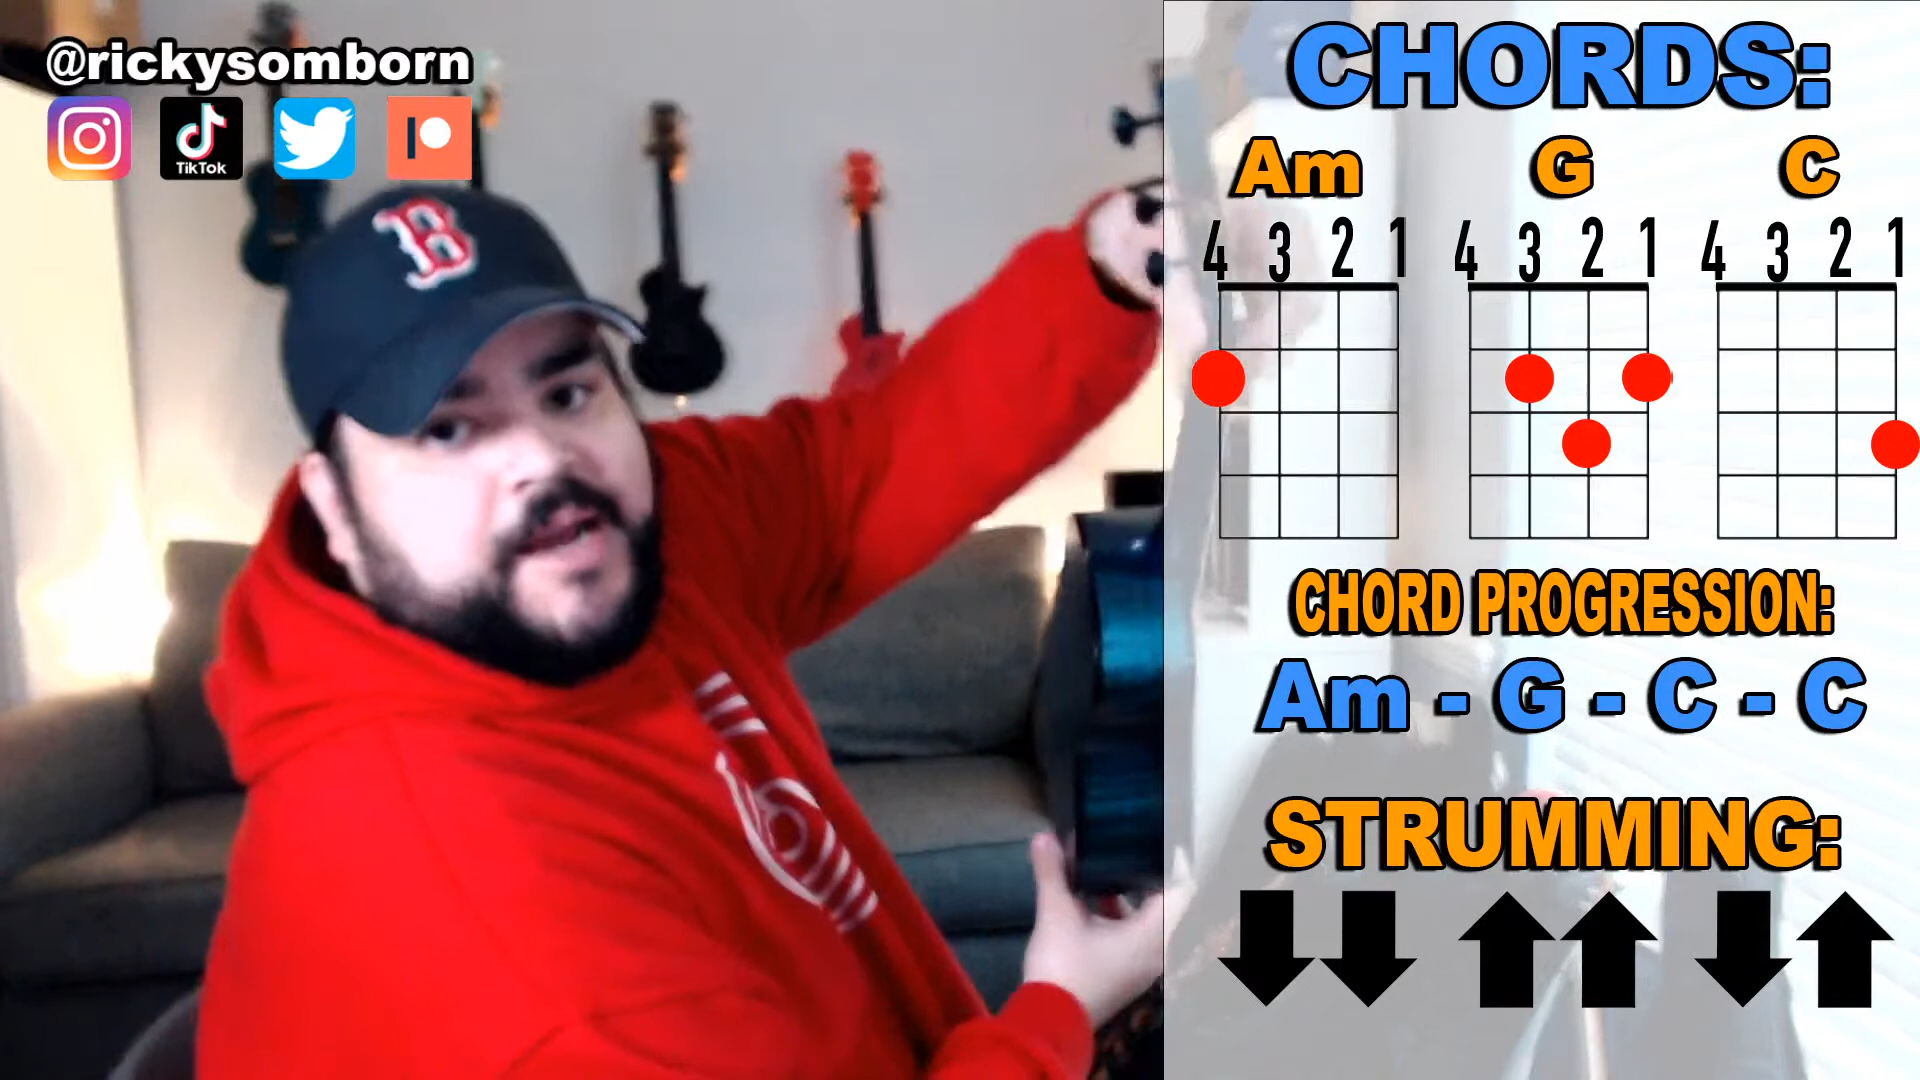 @rickysomborn
TikTok
B
CHORDS:
Am G C
4 3 2 1 4 3 2 1 4 3 2 1
CHORD PROGRESSION:
Am - G - C - C
STRUMMING: